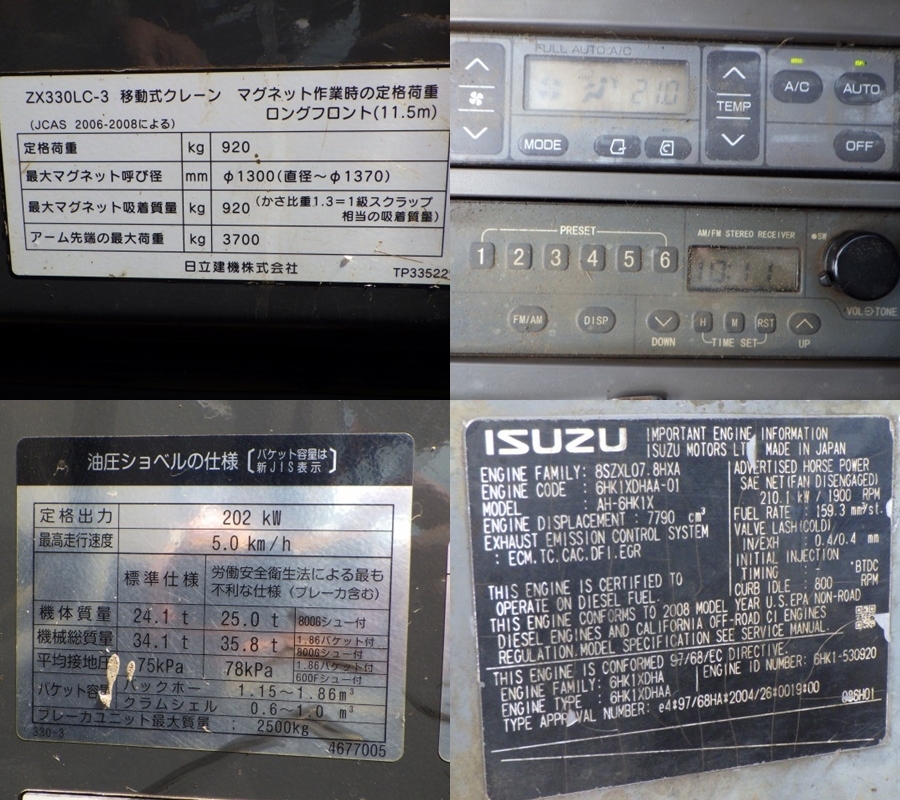 ZX330LC-3 移動式クレーン マグネット作業時の定格荷重
ロングフロント(11.5m)
(JCAS 2006-2008による)
定格荷重 kg 920
最大マグネット呼び径 mm φ1300(直径～φ1370)
最大マグネット吸着質量 kg 920 (かさ比重1.3=1級スクラップ
相当の吸着質量)
アーム先端の最大荷重 kg 3700
日立建機株式会社
TP33522
FULL AUTO A/C
21.0
TEMP
A/C AUTO
MODE
OFF
PRESET
1 2 3 4 5 6
AM/FM STEREO RECEIVER
SW
10:11
VOL TONE
FM/AM DISP
H M RST
DOWN TIME SET UP
油圧ショベルの仕様 [バケット容量は
新JIS表示]
定格出力 202 kW
最高走行速度 5.0 km/h
標準仕様 労働安全衛生法による最も
不利な仕様 (ブレーカ含む)
機体質量 24.1 t 25.0 t 800Gシュー付
機械総質量 34.1 t 35.8 t 1.86バケット付
800Gシュー付
平均接地圧 75kPa 78kPa 1.86バケット付
600Fシュー付
バケット容量 バックホー 1.15～1.86m³
クラムシェル 0.6～1.0 m³
ブレーカユニット最大質量 : 2500kg
330-3
4677005
ISUZU IMPORTANT ENGINE INFORMATION
ISUZU MOTORS LTD MADE IN JAPAN
ENGINE FAMILY: 8SZXL07.8HXA
ENGINE CODE : 6HK1XDHAA-01
MODEL : AH-6HK1X
ENGINE DISPLACEMENT : 7790 cm³
EXHAUST EMISSION CONTROL SYSTEM
: ECM.TC.CAC.DFI.EGR
ADVERTISED HORSE POWER
SAE NET(FAN DISENGAGED)
210.1 kW / 1900 RPM
FUEL RATE : 159.3 mm³/st.
VALVE LASH(COLD)
IN/EXH : 0.4/0.4 mm
INITIAL INJECTION
TIMING : - °BTDC
CURB IDLE : 800 RPM
THIS ENGINE IS CERTIFIED TO
OPERATE ON DIESEL FUEL.
THIS ENGINE CONFORMS TO 2008 MODEL YEAR U.S.EPA NON-ROAD
DIESEL ENGINES AND CALIFORNIA OFF-ROAD CI ENGINES
REGULATION. MODEL SPECIFICATION SEE SERVICE MANUAL
THIS ENGINE IS CONFORMED 97/68/EC DIRECTIVE.
ENGINE FAMILY: 6HK1XDHA
ENGINE ID NUMBER: 6HK1-530920
ENGINE TYPE : 6HK1XDHAA
TYPE APPROVAL NUMBER: e4*97/68HA*2004/26*0019*00